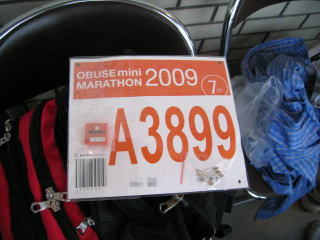 OBUSE mini
MARATHON 2009
7th
A3899